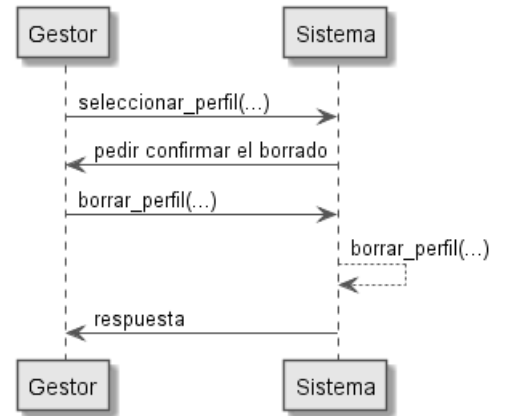 Gestor Sistema
seleccionar_perfil(...)
pedir confirmar el borrado
borrar_perfil(...)
borrar_perfil(...)
respuesta
Gestor Sistema